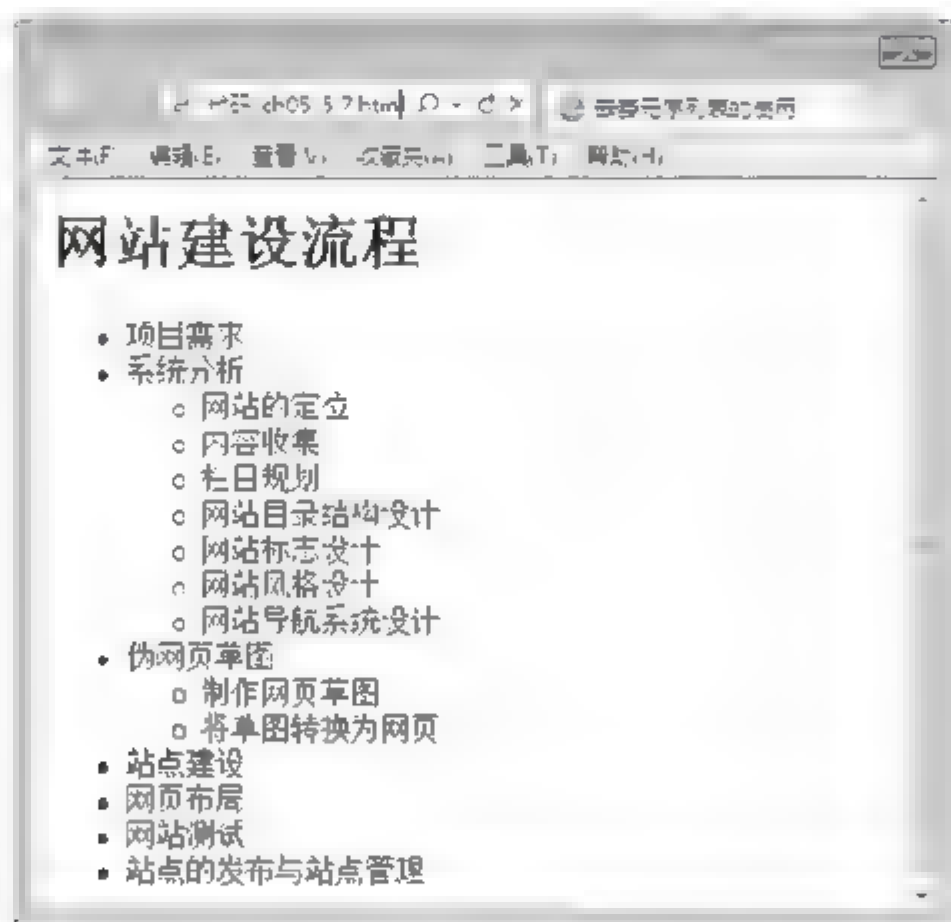 ch05 5.7 html
编辑(E) 查看(V) 收藏夹(A) 工具(T) 帮助(H)
网站建设流程
• 项目需求
• 系统分析
○ 网站的定位
○ 内容收集
○ 栏目规划
○ 网站目录结构设计
○ 网站标志设计
○ 网站风格设计
○ 网站导航系统设计
• 伪网页草图
○ 制作网页草图
○ 将草图转换为网页
• 站点建设
• 网页布局
• 网站测试
• 站点的发布与站点管理